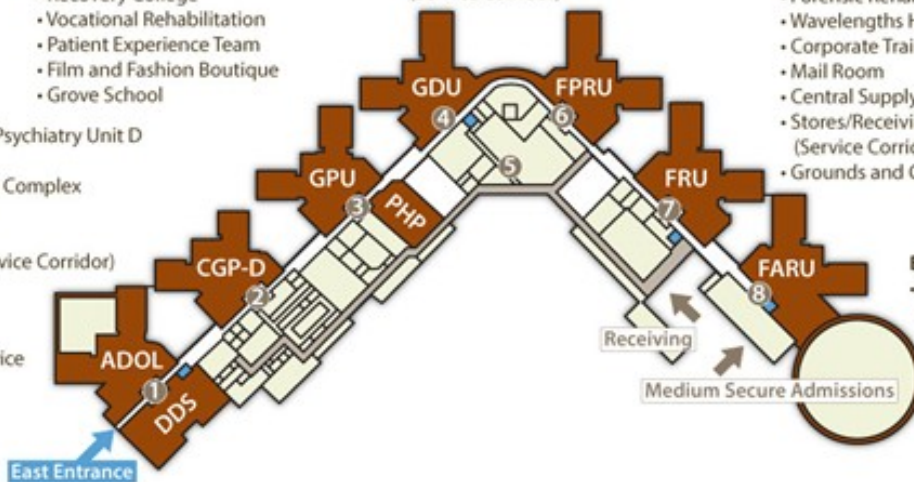 • Vocational Rehabilitation
• Patient Experience Team
• Film and Fashion Boutique
• Grove School
Psychiatry Unit D
Complex
vice Corridor)
ice
• Wavelengths H
• Corporate Trai
• Mail Room
• Central Supply
• Stores/Receivi
(Service Corrid
• Grounds and
GDU
FPRU
4
6
5
GPU
FRU
3
PHP
7
CGP-D
FARU
2
8
ADOL
Receiving
1
DDS
Medium Secure Admissions
East Entrance